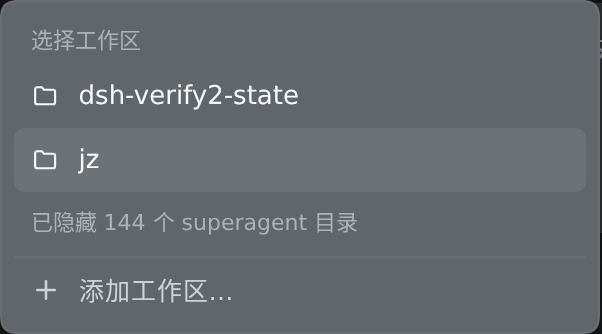 选择工作区
dsh-verify2-state
jz
已隐藏 144 个 superagent 目录
添加工作区...